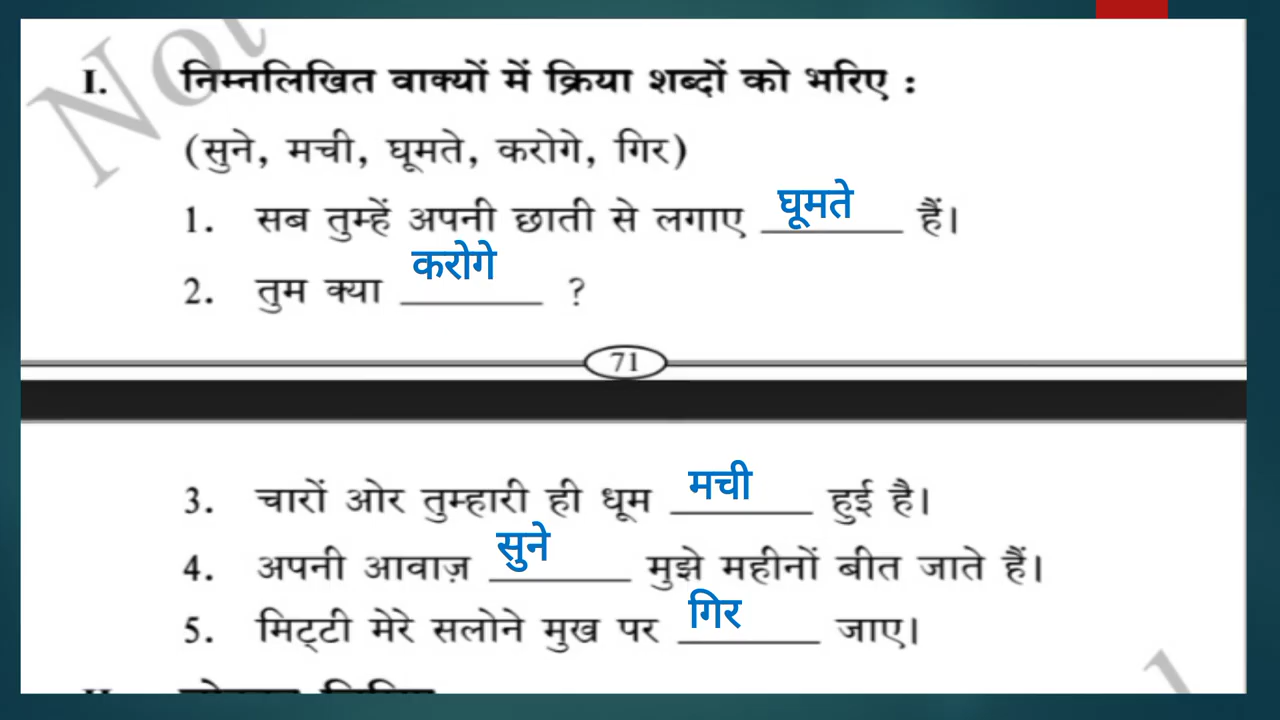 Not
I. निम्नलिखित वाक्यों में क्रिया शब्दों को भरिए :
(सुने, मची, घूमते, करोगे, गिर)
1. सब तुम्हें अपनी छाती से लगाए घूमते हैं।
2. तुम क्या करोगे ?
71
3. चारों ओर तुम्हारी ही धूम मची हुई है।
4. अपनी आवाज़ सुने मुझे महीनों बीत जाते हैं।
5. मिट्टी मेरे सलोने मुख पर गिर जाए।